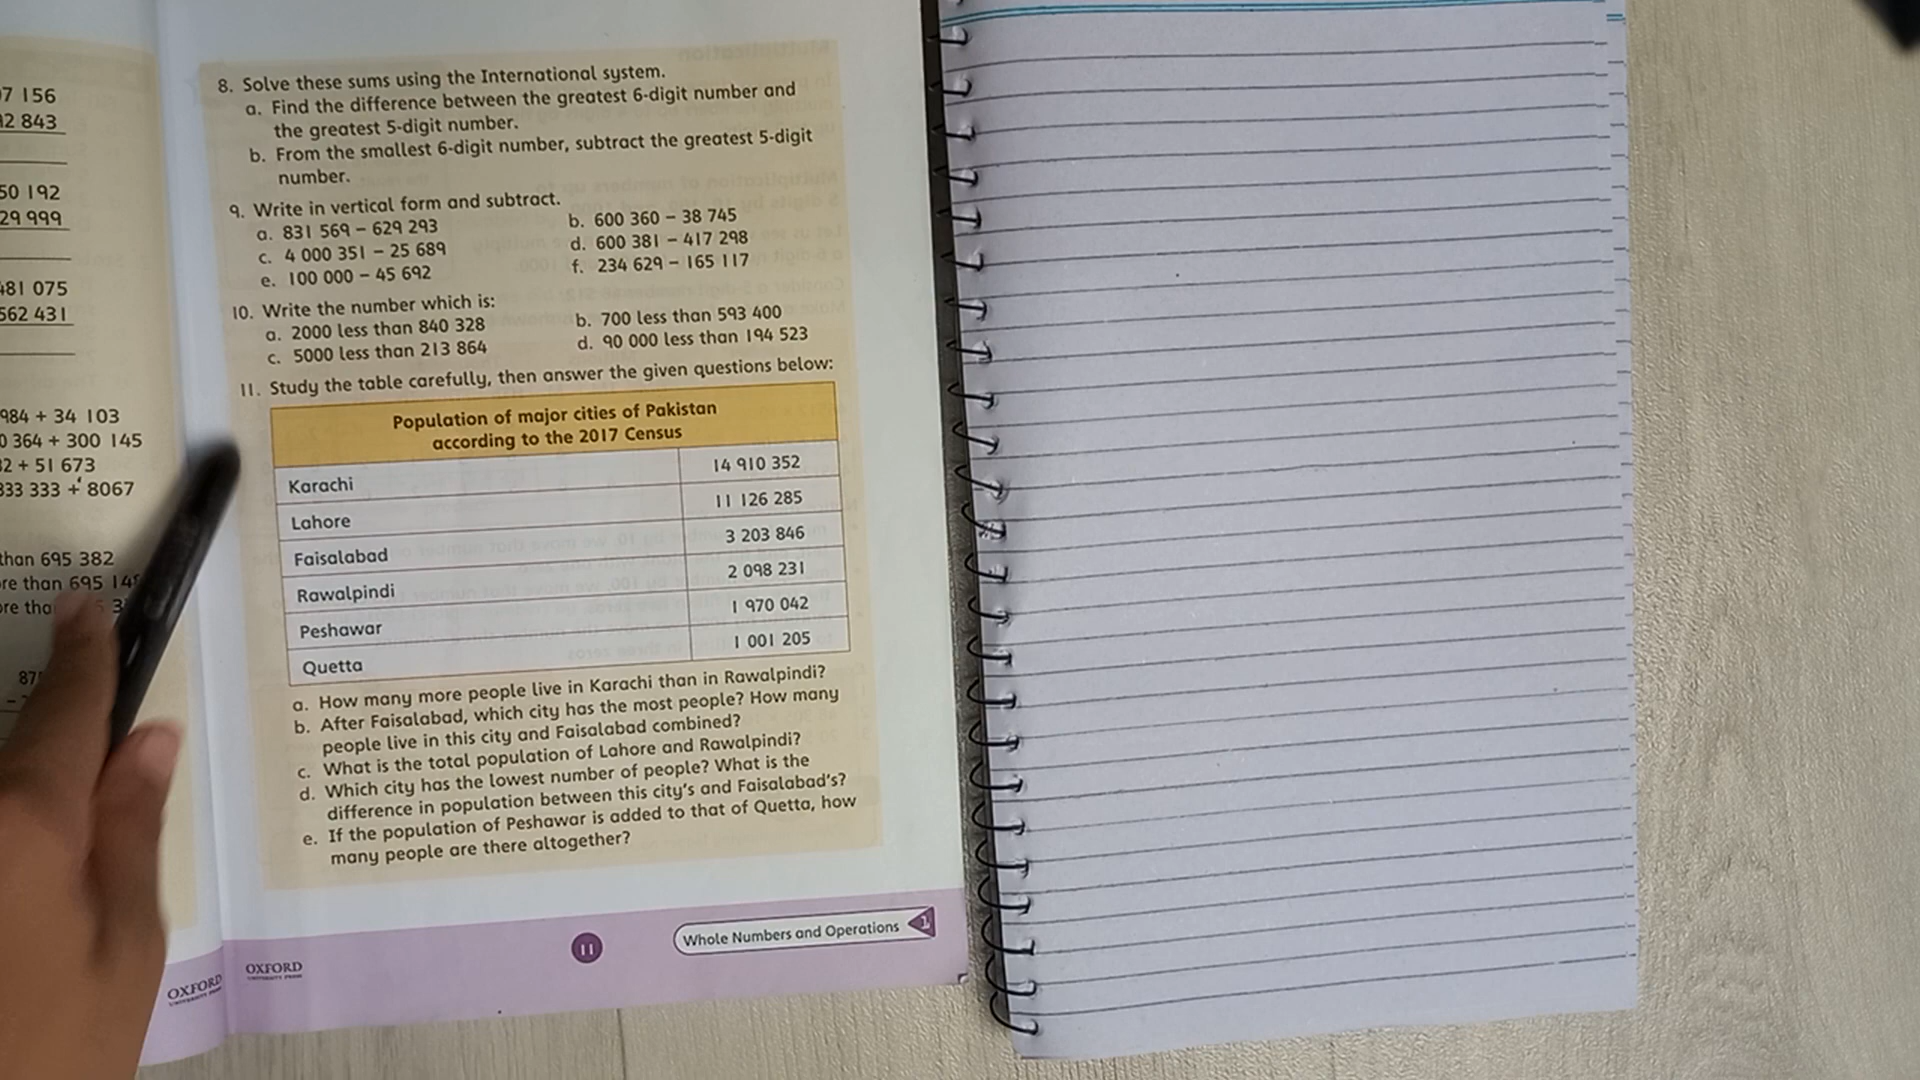 7 156
2 843
50 192
29 999
481 075
562 431
984 + 34 103
0 364 + 300 145
2 + 51 673
333 333 + 8067
than 695 382
re than 695 14
ore tha
87
8. Solve these sums using the International system.
a. Find the difference between the greatest 6-digit number and
the greatest 5-digit number.
b. From the smallest 6-digit number, subtract the greatest 5-digit
number.
9. Write in vertical form and subtract.
a. 831 569 – 629 293
b. 600 360 – 38 745
c. 4 000 351 – 25 689
d. 600 381 – 417 298
e. 100 000 – 45 692
f. 234 629 – 165 117
10. Write the number which is:
a. 2000 less than 840 328
b. 700 less than 593 400
c. 5000 less than 213 864
d. 90 000 less than 194 523
11. Study the table carefully, then answer the given questions below:
Population of major cities of Pakistan
according to the 2017 Census
Karachi 14 910 352
Lahore 11 126 285
Faisalabad 3 203 846
Rawalpindi 2 098 231
Peshawar 1 970 042
Quetta 1 001 205
a. How many more people live in Karachi than in Rawalpindi?
b. After Faisalabad, which city has the most people? How many
people live in this city and Faisalabad combined?
c. What is the total population of Lahore and Rawalpindi?
d. Which city has the lowest number of people? What is the
difference in population between this city's and Faisalabad's?
e. If the population of Peshawar is added to that of Quetta, how
many people are there altogether?
11
Whole Numbers and Operations 1
OXFORD
UNIVERSITY PRESS
OXFORD
UNIVERSITY PRESS